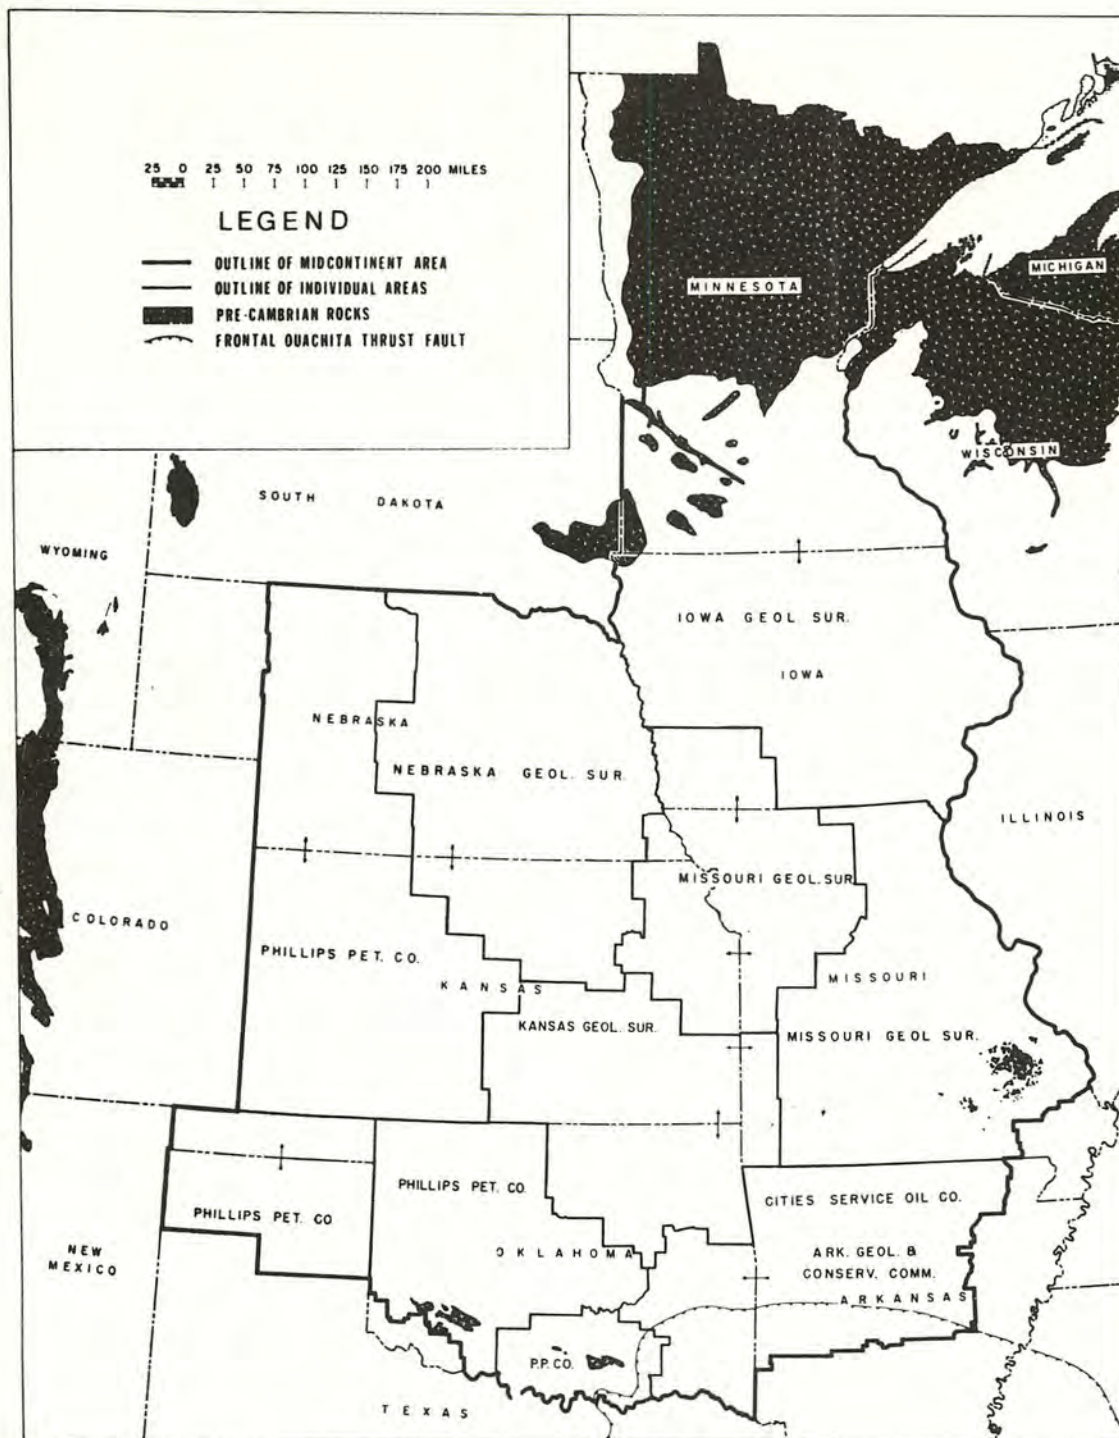 25 0 25 50 75 100 125 150 175 200 MILES
LEGEND
OUTLINE OF MIDCONTINENT AREA
OUTLINE OF INDIVIDUAL AREAS
PRE-CAMBRIAN ROCKS
FRONTAL OUACHITA THRUST FAULT
MINNESOTA
MICHIGAN
WISCONSIN
SOUTH DAKOTA
WYOMING
IOWA GEOL. SUR.
IOWA
NEBRASKA
NEBRASKA GEOL. SUR.
ILLINOIS
MISSOURI GEOL. SUR.
COLORADO
PHILLIPS PET. CO.
KANSAS
MISSOURI
KANSAS GEOL. SUR.
MISSOURI GEOL SUR.
PHILLIPS PET. CO.
CITIES SERVICE OIL CO.
PHILLIPS PET. CO
NEW
MEXICO
OKLAHOMA
ARK. GEOL. &
CONSERV. COMM.
ARKANSAS
P.P. CO.
TEXAS